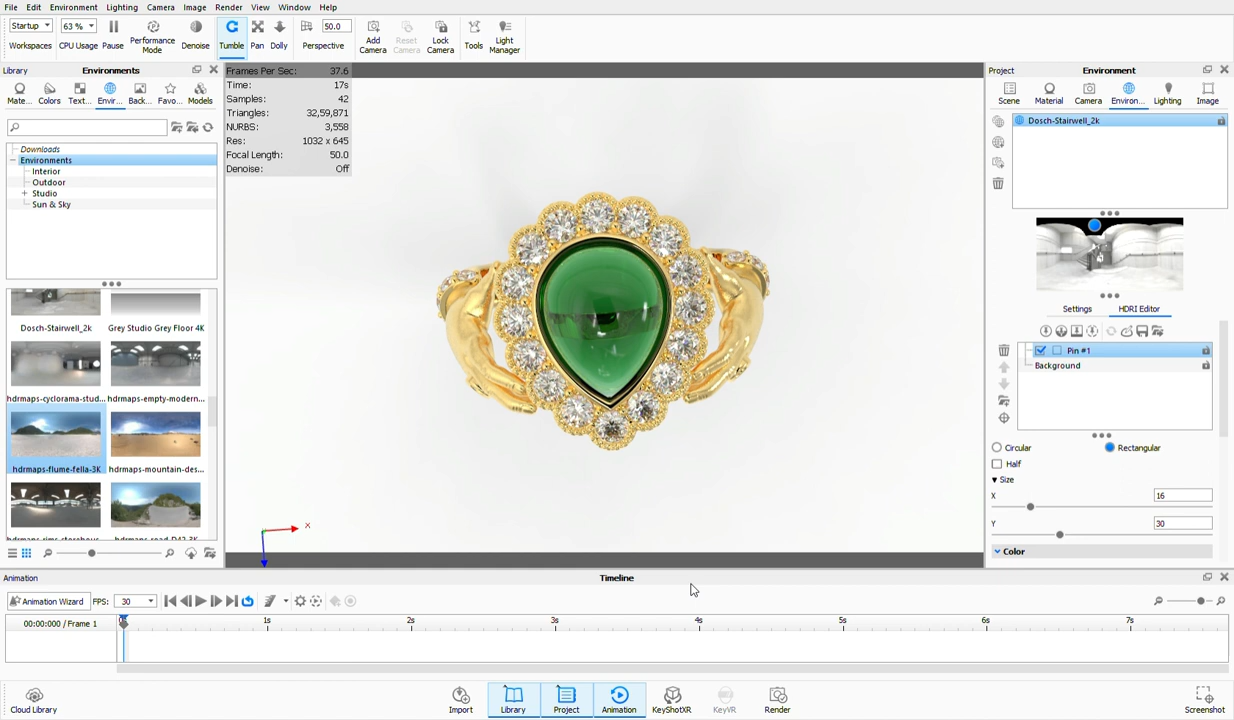 File Edit Environment Lighting Camera Image Render View Window Help
Startup 63 % 50.0
Workspaces CPU Usage Pause Performance Mode Denoise Tumble Pan Dolly Perspective Add Camera Reset Camera Lock Camera Tools Light Manager
Library Environments
Mate... Colors Text... Envir... Back... Favo... Models
Downloads
Environments
Interior
Outdoor
Studio
Sun & Sky
Dosch-Stairwell_2k Grey Studio Grey Floor 4K
hdrmaps-cyclorama-stud... hdrmaps-empty-modern...
hdrmaps-flume-fella-3K hdrmaps-mountain-des...
Frames Per Sec: 37.6
Time: 17s
Samples: 42
Triangles: 32,59,871
NURBS: 3,558
Res: 1032 x 645
Focal Length: 50.0
Denoise: Off
X
Project Environment
Scene Material Camera Environ... Lighting Image
Dosch-Stairwell_2k
Settings HDRI Editor
Pin #1
Background
Circular Rectangular
Half
Size
X 16
Y 30
Color
Animation Timeline
Animation Wizard FPS: 30
00:00:000 / Frame 1 1s 2s 3s 4s 5s 6s 7s
Cloud Library Import Library Project Animation KeyShotXR KeyVR Render Screenshot